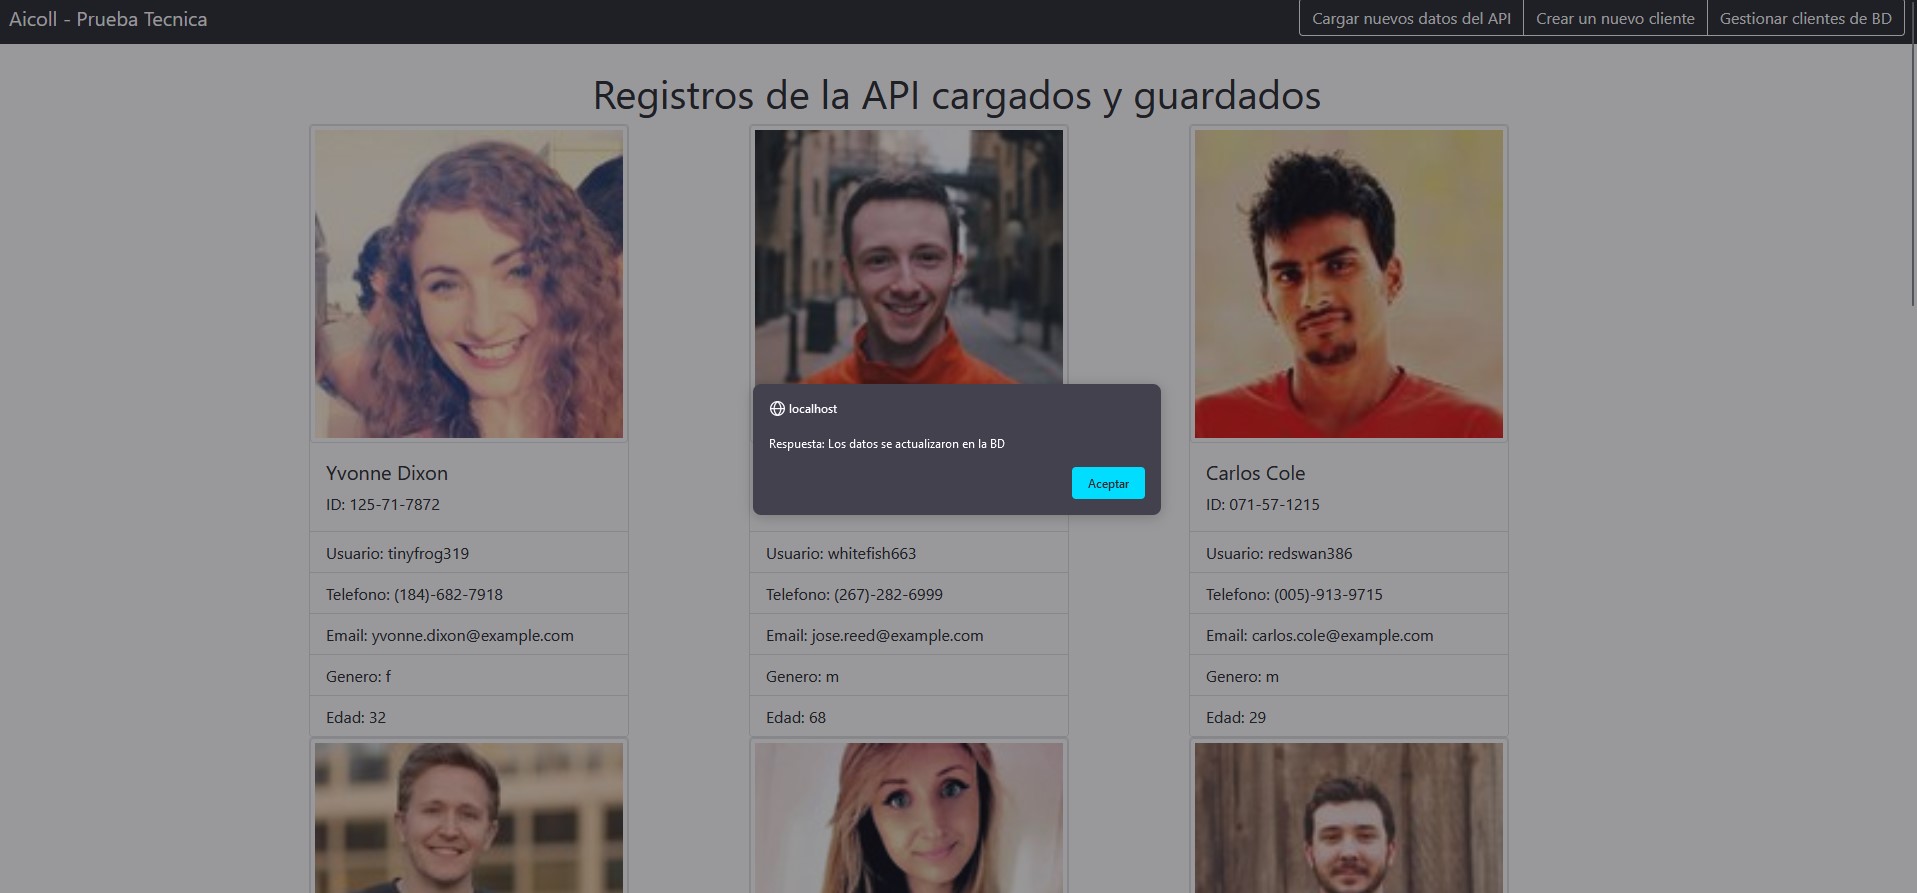 Aicoll - Prueba Tecnica
Cargar nuevos datos del API
Crear un nuevo cliente
Gestionar clientes de BD
Registros de la API cargados y guardados
localhost
Respuesta: Los datos se actualizaron en la BD
Aceptar
Yvonne Dixon
ID: 125-71-7872
Usuario: tinyfrog319
Telefono: (184)-682-7918
Email: yvonne.dixon@example.com
Genero: f
Edad: 32
Usuario: whitefish663
Telefono: (267)-282-6999
Email: jose.reed@example.com
Genero: m
Edad: 68
Carlos Cole
ID: 071-57-1215
Usuario: redswan386
Telefono: (005)-913-9715
Email: carlos.cole@example.com
Genero: m
Edad: 29